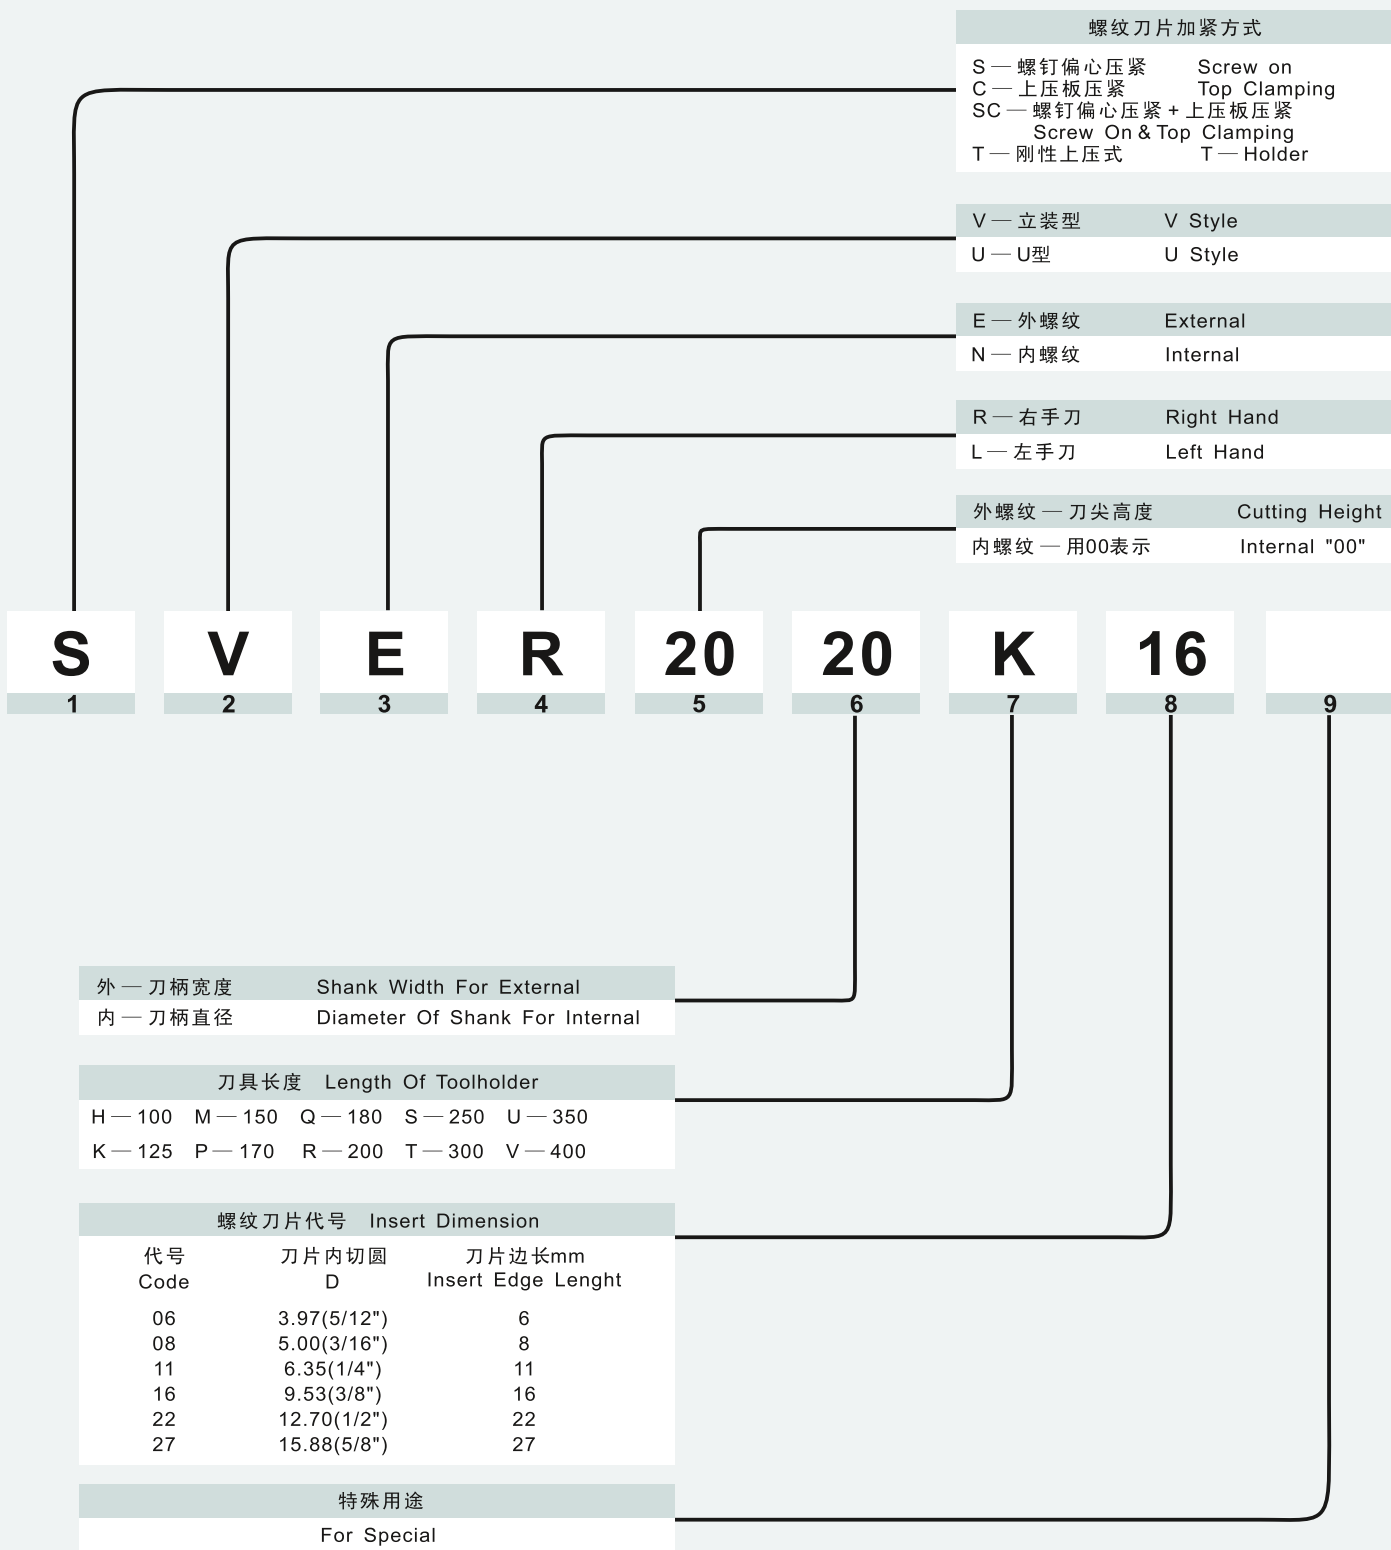 螺纹刀片加紧方式
S — 螺钉偏心压紧 Screw on
C — 上压板压紧 Top Clamping
SC — 螺钉偏心压紧 + 上压板压紧
Screw On & Top Clamping
T — 刚性上压式 T — Holder
V — 立装型 V Style
U — U型 U Style
E — 外螺纹 External
N — 内螺纹 Internal
R — 右手刀 Right Hand
L — 左手刀 Left Hand
外螺纹 — 刀尖高度 Cutting Height
内螺纹 — 用00表示 Internal "00"
S V E R 20 20 K 16
1 2 3 4 5 6 7 8 9
外 — 刀柄宽度 Shank Width For External
内 — 刀柄直径 Diameter Of Shank For Internal
刀具长度 Length Of Toolholder
H — 100 M — 150 Q — 180 S — 250 U — 350
K — 125 P — 170 R — 200 T — 300 V — 400
螺纹刀片代号 Insert Dimension
代号 刀片内切圆 刀片边长mm
Code D Insert Edge Lenght
06 3.97(5/12") 6
08 5.00(3/16") 8
11 6.35(1/4") 11
16 9.53(3/8") 16
22 12.70(1/2") 22
27 15.88(5/8") 27
特殊用途
For Special